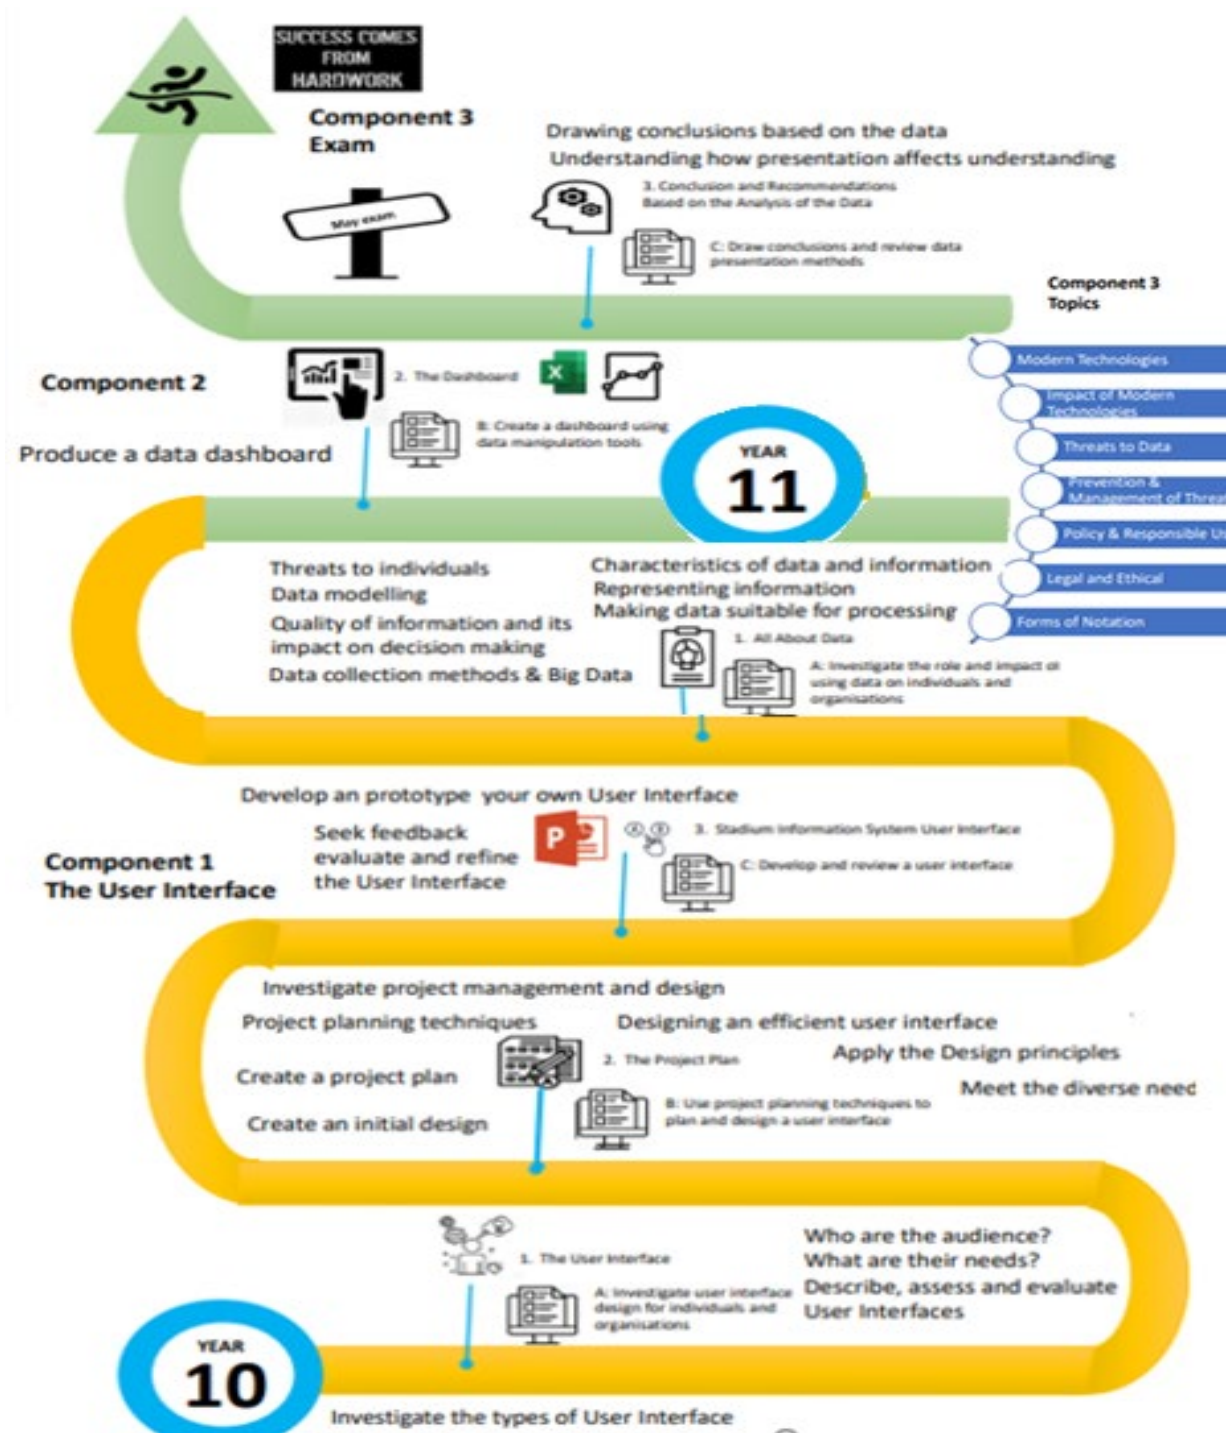 SUCCESS COMES
FROM
HARDWORK
Component 3
Exam
May exam
Drawing conclusions based on the data
Understanding how presentation affects understanding
3. Conclusion and Recommendations
Based on the Analysis of the Data
C: Draw conclusions and review data
presentation methods
Component 3
Topics
Modern Technologies
Impact of Modern
Technologies
Threats to Data
Prevention &
Management of Threat
Policy & Responsible Us
Legal and Ethical
Forms of Notation
Component 2
2. The Dashboard
X
B: Create a dashboard using
data manipulation tools
Produce a data dashboard
YEAR
11
Threats to individuals
Data modelling
Quality of information and its
impact on decision making
Data collection methods & Big Data
Characteristics of data and information
Representing information
Making data suitable for processing
1. All About Data
A: Investigate the role and impact of
using data on individuals and
organisations
Develop an prototype your own User Interface
Seek feedback
evaluate and refine
the User Interface
P
A B
3. Stadium Information System User Interface
C: Develop and review a user interface
Component 1
The User Interface
Investigate project management and design
Project planning techniques
Designing an efficient user interface
2. The Project Plan
Apply the Design principles
Create a project plan
Meet the diverse need
B: Use project planning techniques to
plan and design a user interface
Create an initial design
1. The User Interface
A: Investigate user interface
design for individuals and
organisations
Who are the audience?
What are their needs?
Describe, assess and evaluate
User Interfaces
YEAR
10
Investigate the types of User Interface